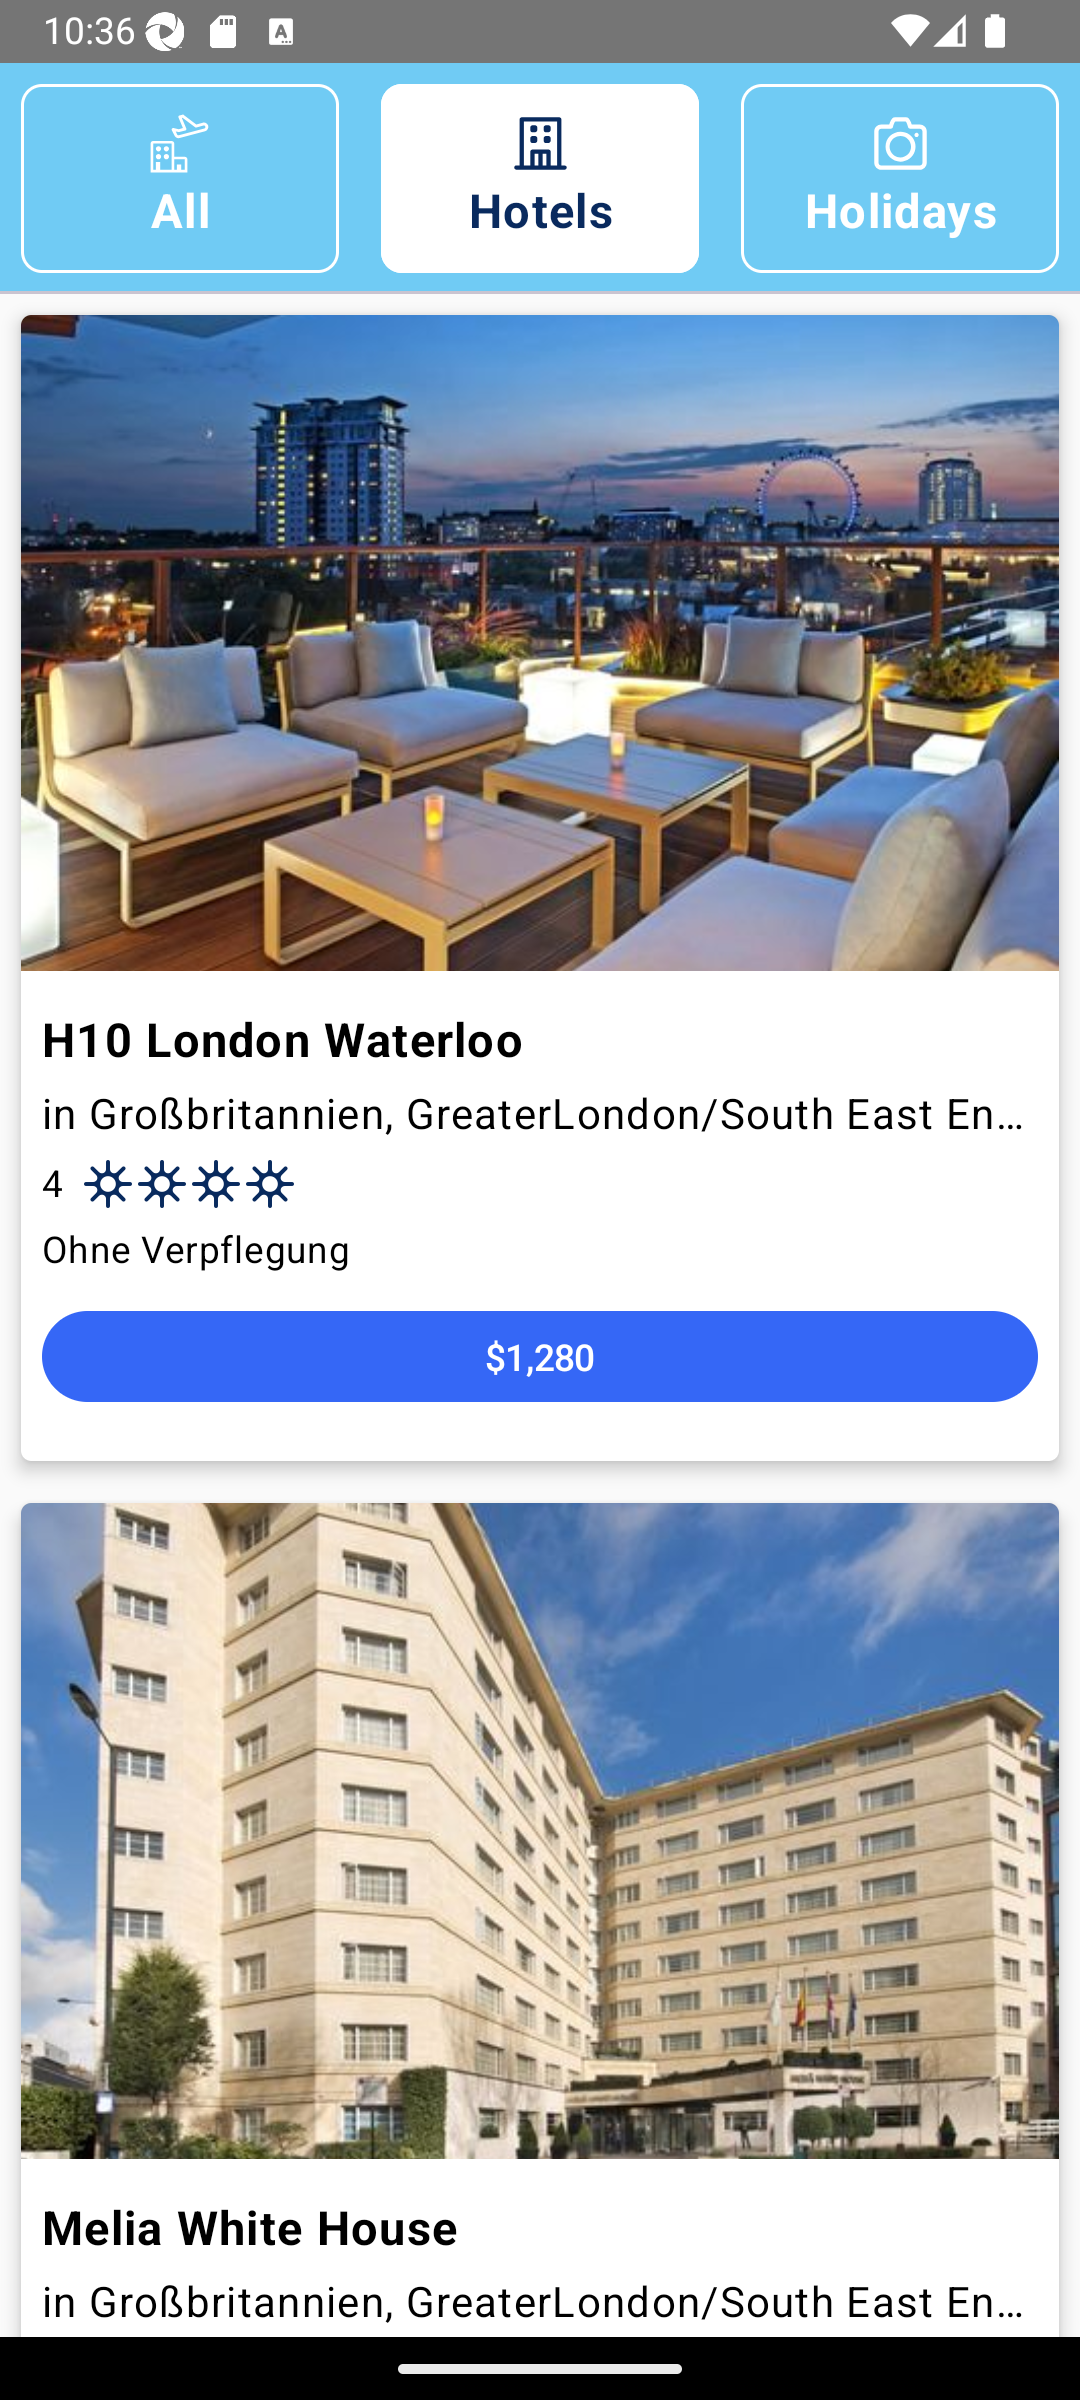 10:36
All
Hotels
Holidays
H10 London Waterloo
in Großbritannien, GreaterLondon/South East En…
4
Ohne Verpflegung
$1,280
Melia White House
in Großbritannien, GreaterLondon/South East En…